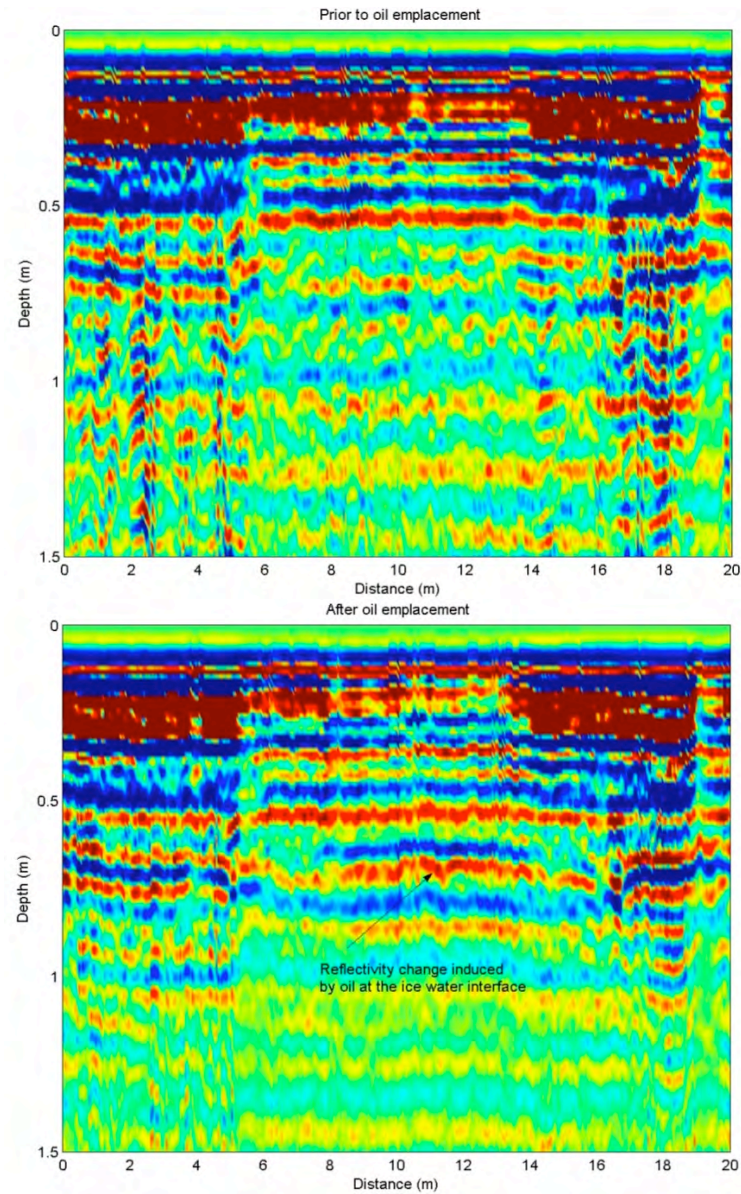 Prior to oil emplacement
0
0.5
1
1.5
Depth (m)
0 2 4 6 8 10 12 14 16 18 20
Distance (m)
After oil emplacement
0
0.5
1
1.5
Depth (m)
Reflectivity change induced
by oil at the ice water interface
0 2 4 6 8 10 12 14 16 18 20
Distance (m)